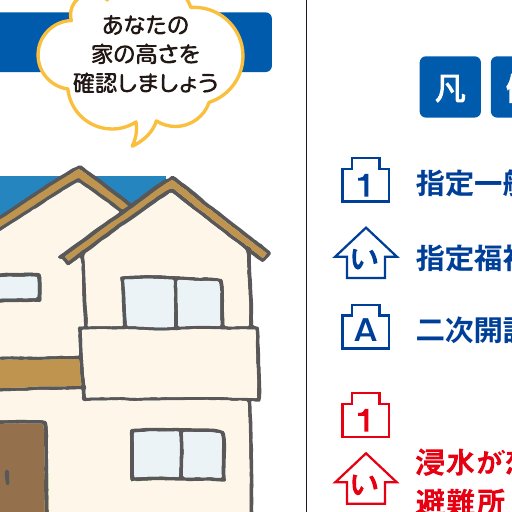 あなたの
家の高さを
確認しましょう
凡
1
指定一
い
指定福
A
二次開
1
い
浸水が
避難所